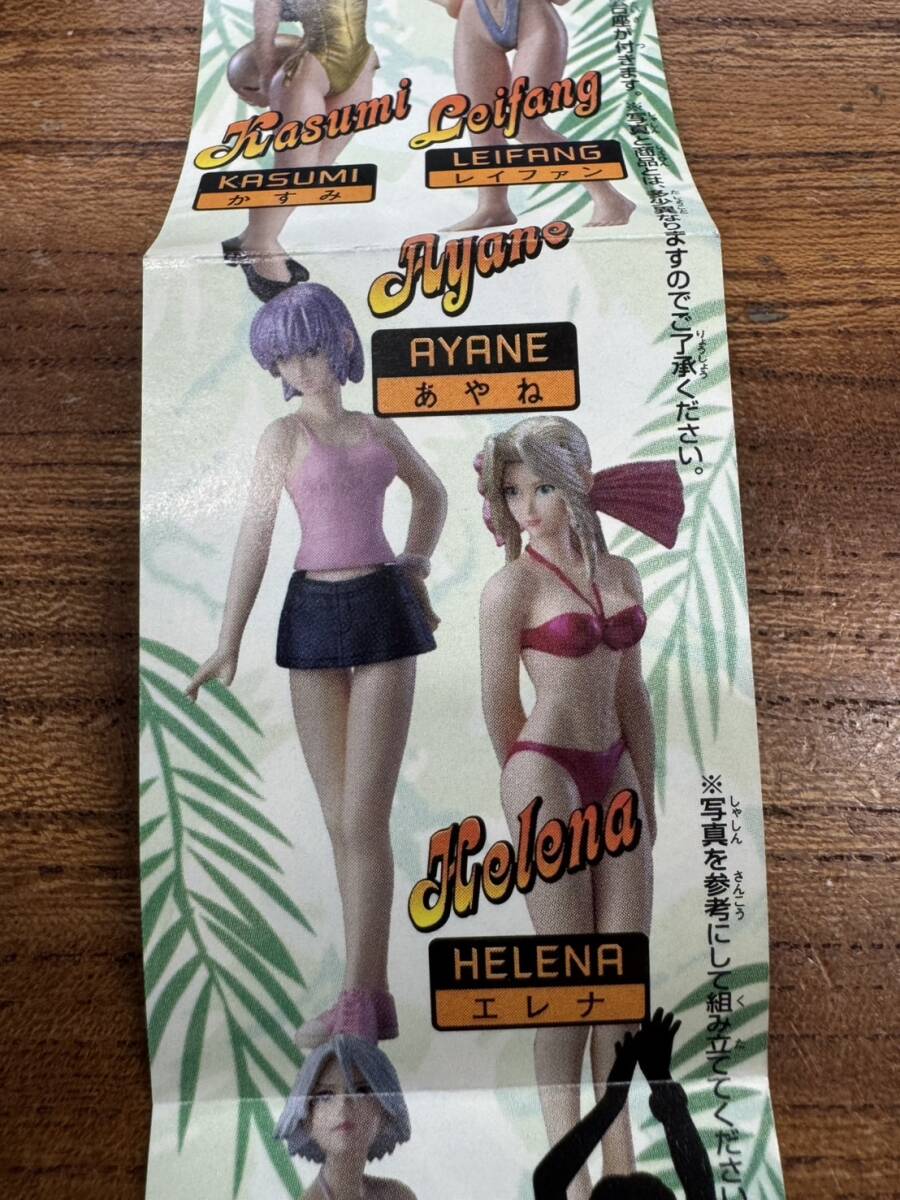 Kasumi
KASUMI
かすみ
Leifang
LEIFANG
レイファン
台座が付きます。※写真と商品とは、多少異なりますのでご了承ください。
Ayane
AYANE
あやね
Helena
HELENA
エレナ
※写真を参考にして組み立ててくださ